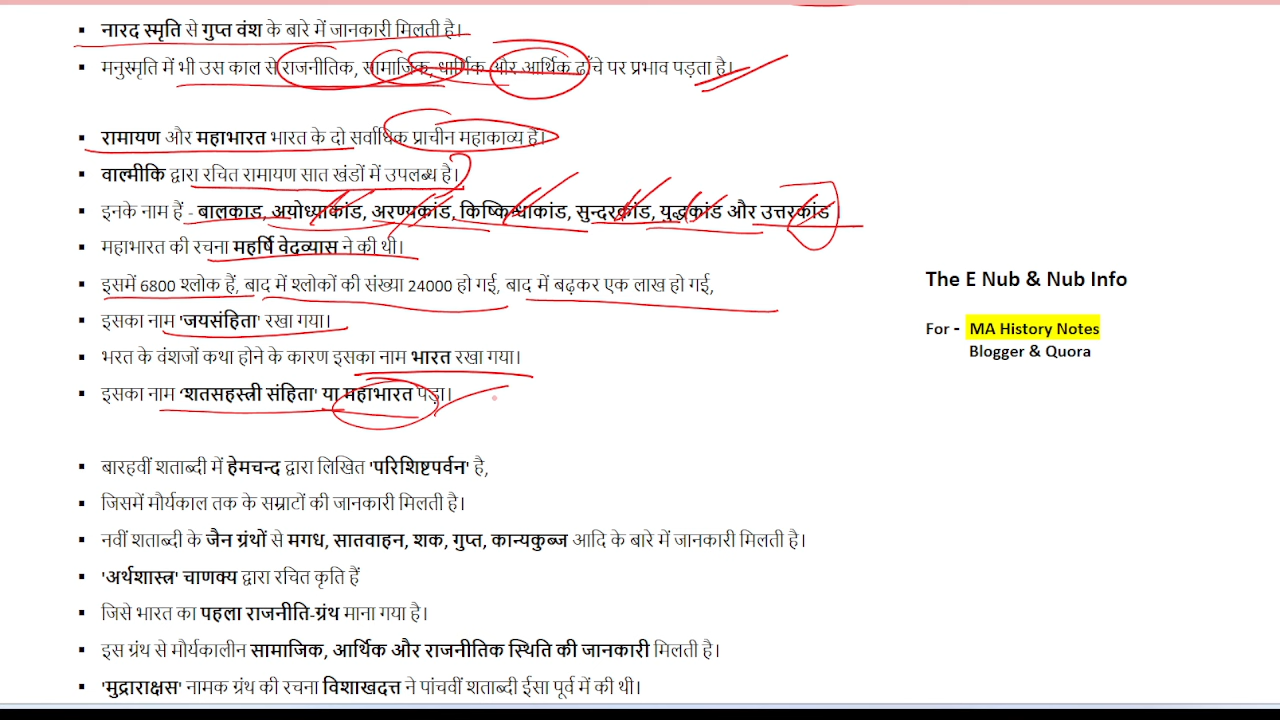 नारद स्मृति से गुप्त वंश के बारे में जानकारी मिलती है।
मनुस्मृति में भी उस काल से राजनीतिक, सामाजिक, धार्मिक और आर्थिक ढाँचे पर प्रभाव पड़ता है।
रामायण और महाभारत भारत के दो सर्वाधिक प्राचीन महाकाव्य हैं।
वाल्मीकि द्वारा रचित रामायण सात खंडों में उपलब्ध है।
इनके नाम हैं - बालकाड, अयोध्याकांड, अरण्यकांड, किष्किन्धाकांड, सुन्दरकांड, युद्धकांड और उत्तरकांड
महाभारत की रचना महर्षि वेदव्यास ने की थी।
इसमें 6800 श्लोक हैं, बाद में श्लोकों की संख्या 24000 हो गई, बाद में बढ़कर एक लाख हो गई,
इसका नाम 'जयसंहिता' रखा गया।
भरत के वंशजों कथा होने के कारण इसका नाम भारत रखा गया।
इसका नाम ‘शतसहस्त्री संहिता' या महाभारत पड़ा।
बारहवीं शताब्दी में हेमचन्द द्वारा लिखित 'परिशिष्टपर्वन' है,
जिसमें मौर्यकाल तक के सम्राटों की जानकारी मिलती है।
नवीं शताब्दी के जैन ग्रंथों से मगध, सातवाहन, शक, गुप्त, कान्यकुब्ज आदि के बारे में जानकारी मिलती है।
'अर्थशास्त्र' चाणक्य द्वारा रचित कृति हैं
जिसे भारत का पहला राजनीति-ग्रंथ माना गया है।
इस ग्रंथ से मौर्यकालीन सामाजिक, आर्थिक और राजनीतिक स्थिति की जानकारी मिलती है।
'मुद्राराक्षस' नामक ग्रंथ की रचना विशाखदत्त ने पांचवीं शताब्दी ईसा पूर्व में की थी।
The E Nub & Nub Info
For - MA History Notes
Blogger & Quora